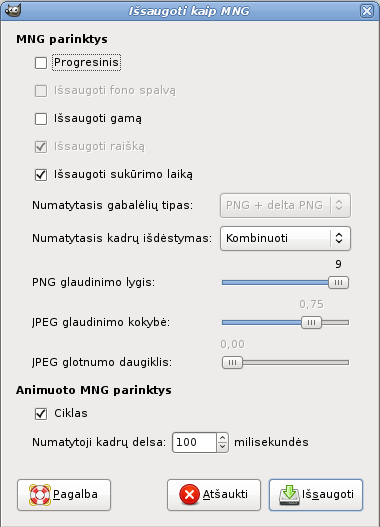 Išsaugoti kaip MNG
MNG parinktys
Progresinis
Išsaugoti fono spalvą
Išsaugoti gamą
Išsaugoti raišką
Išsaugoti sukūrimo laiką
Numatytasis gabalėlių tipas: PNG + delta PNG
Numatytasis kadrų išdėstymas: Kombinuoti
9
PNG glaudinimo lygis:
0,75
JPEG glaudinimo kokybė:
0,00
JPEG glotnumo daugiklis:
Animuoto MNG parinktys
Ciklas
Numatytoji kadrų delsa: 100 milisekundės
Pagalba Atšaukti Išsaugoti